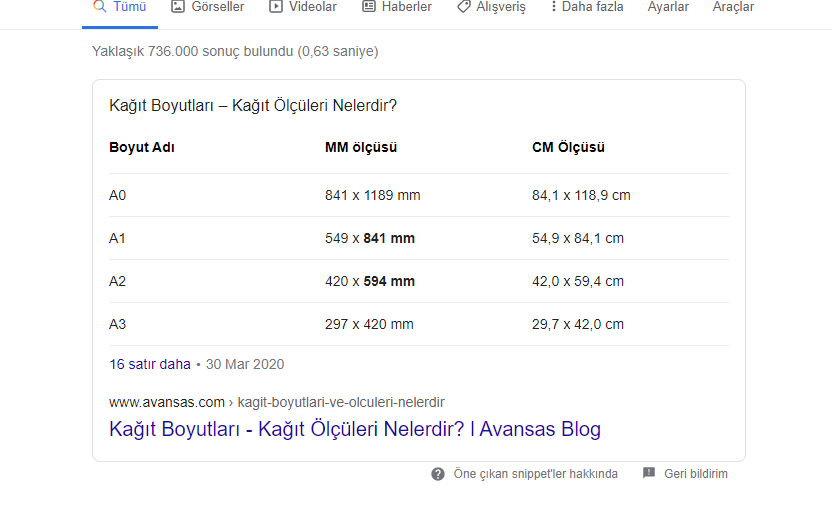 Tümü Görseller Videolar Haberler Alışveriş Daha fazla Ayarlar Araçlar
Yaklaşık 736.000 sonuç bulundu (0,63 saniye)
Kağıt Boyutları – Kağıt Ölçüleri Nelerdir?
Boyut Adı MM ölçüsü CM Ölçüsü
A0 841 x 1189 mm 84,1 x 118,9 cm
A1 549 x 841 mm 54,9 x 84,1 cm
A2 420 x 594 mm 42,0 x 59,4 cm
A3 297 x 420 mm 29,7 x 42,0 cm
16 satır daha • 30 Mar 2020
www.avansas.com › kagit-boyutlari-ve-olculeri-nelerdir
Kağıt Boyutları - Kağıt Ölçüleri Nelerdir? | Avansas Blog
Öne çıkan snippet'ler hakkında Geri bildirim